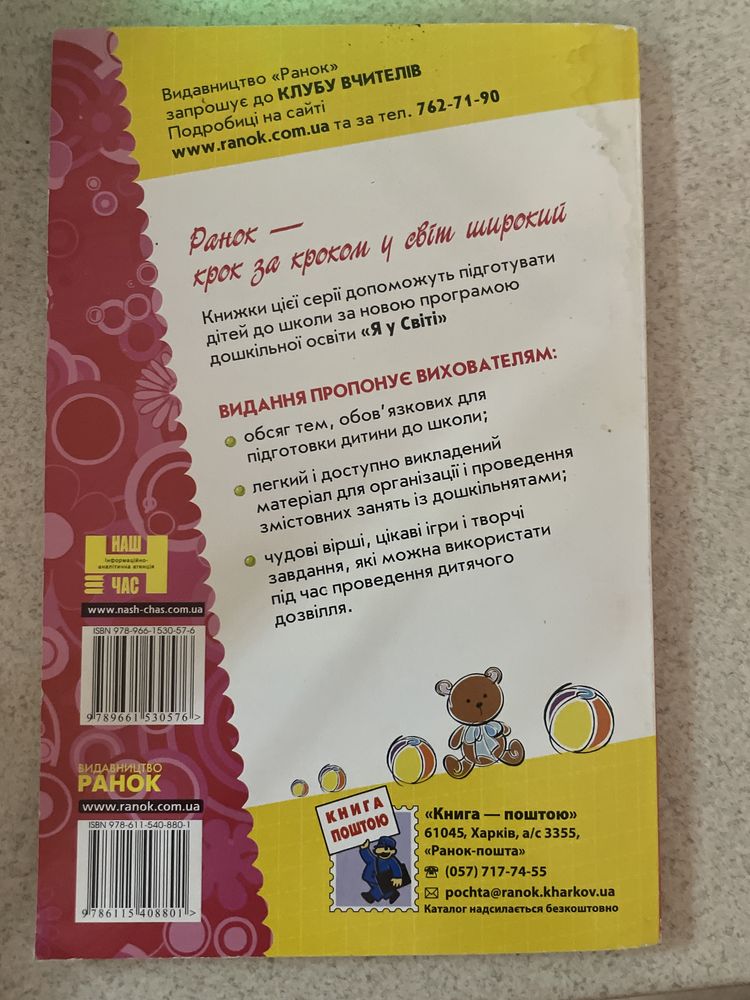 Видавництво «Ранок»
запрошує до КЛУБУ ВЧИТЕЛІВ
Подробиці на сайті
www.ranok.com.ua та за тел. 762-71-90
Ранок —
крок за кроком у світ широкий
Книжки цієї серії допоможуть підготувати
дітей до школи за новою програмою
дошкільної освіти «Я у Світі»
ВИДАННЯ ПРОПОНУЄ ВИХОВАТЕЛЯМ:
обсяг тем, обов'язкових для
підготовки дитини до школи;
легкий і доступно викладений
матеріал для організації і проведення
змістовних занять із дошкільнятами;
чудові вірші, цікаві ігри і творчі
завдання, які можна використати
під час проведення дитячого
дозвілля.
НАШ
Інформаційно-
аналітична агенція
ЧАС
www.nash-chas.com.ua
ISBN 978-966-1530-57-6
9789661530576>
ВИДАВНИЦТВО
РАНОК
www.ranok.com.ua
ISBN 978-611-540-880-1
9786115408801>
КНИГА
ПОШТОЮ
«Книга — поштою»
61045, Харків, а/с 3355,
«Ранок-пошта»
☎ (057) 717-74-55
✉ pochta@ranok.kharkov.ua
Каталог надсилається безкоштовно